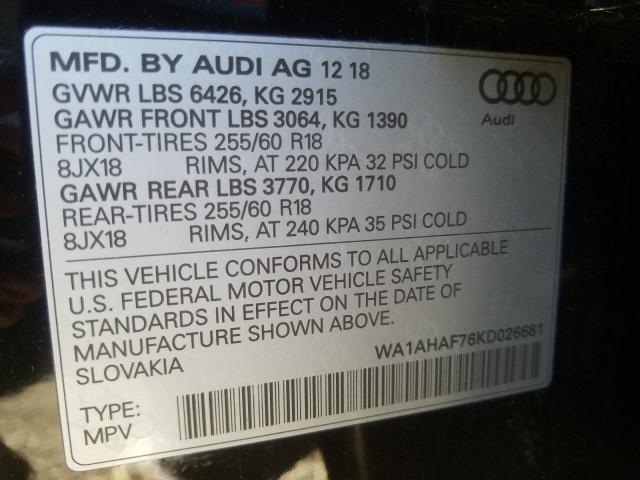 MFD. BY AUDI AG 12 18
GVWR LBS 6426, KG 2915
GAWR FRONT LBS 3064, KG 1390
FRONT-TIRES 255/60 R18
8JX18 RIMS, AT 220 KPA 32 PSI COLD
GAWR REAR LBS 3770, KG 1710
REAR-TIRES 255/60 R18
8JX18 RIMS, AT 240 KPA 35 PSI COLD
Audi
THIS VEHICLE CONFORMS TO ALL APPLICABLE
U.S. FEDERAL MOTOR VEHICLE SAFETY
STANDARDS IN EFFECT ON THE DATE OF
MANUFACTURE SHOWN ABOVE.
SLOVAKIA
WA1AHAF76KD026681
TYPE:
MPV